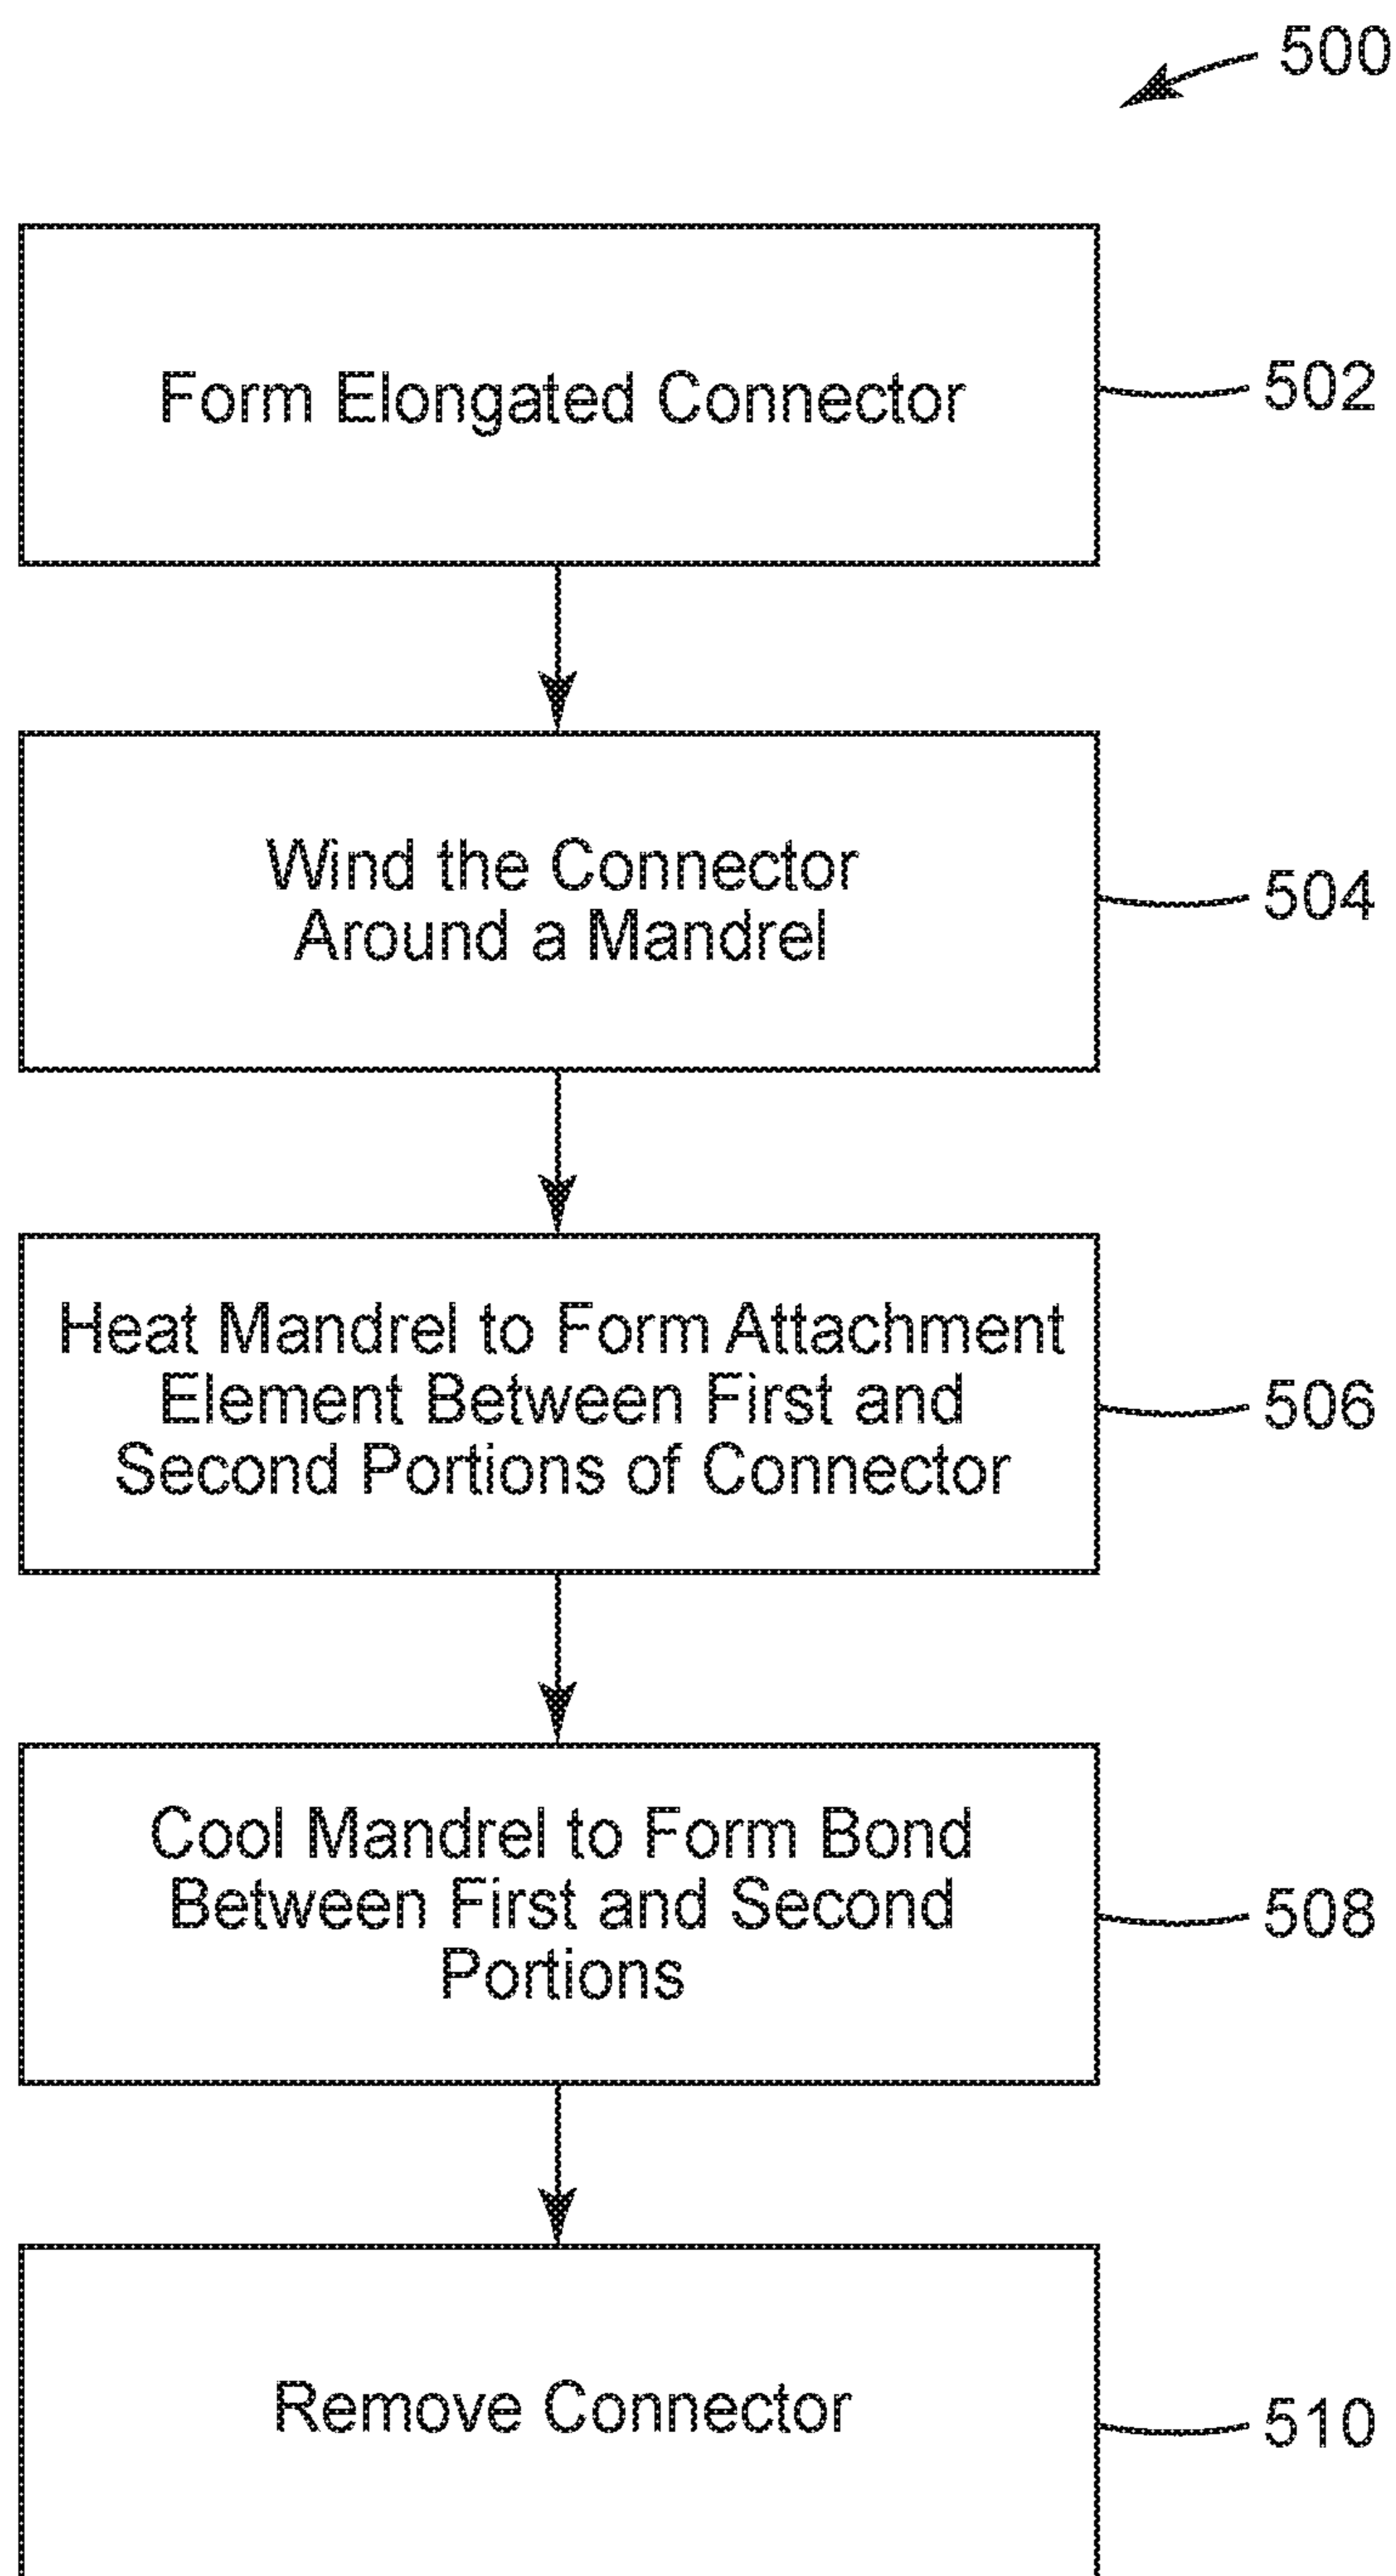 500
Form Elongated Connector
502
Wind the Connector
Around a Mandrel
504
Heat Mandrel to Form Attachment
Element Between First and
Second Portions of Connector
506
Cool Mandrel to Form Bond
Between First and Second
Portions
508
Remove Connector
510